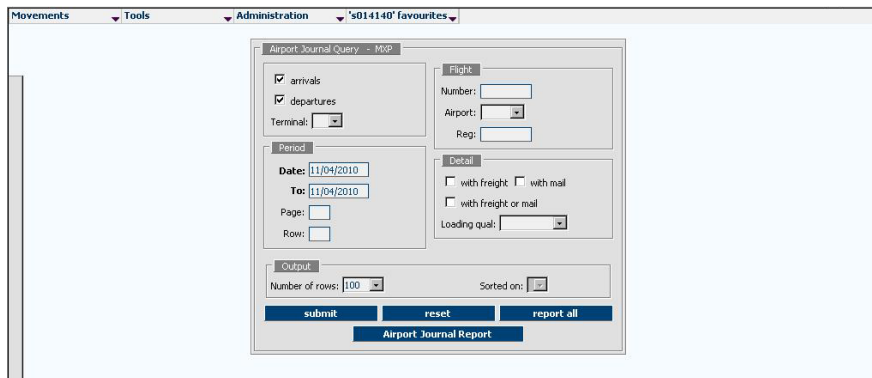 Movements Tools Administration 's014140' favourites
Airport Journal Query - MXP
arrivals
departures
Terminal:
Flight
Number:
Airport:
Reg:
Period
Date: 11/04/2010
To: 11/04/2010
Page:
Row:
Detail
with freight with mail
with freight or mail
Loading qual:
Output
Number of rows: 100 Sorted on:
submit reset report all
Airport Journal Report